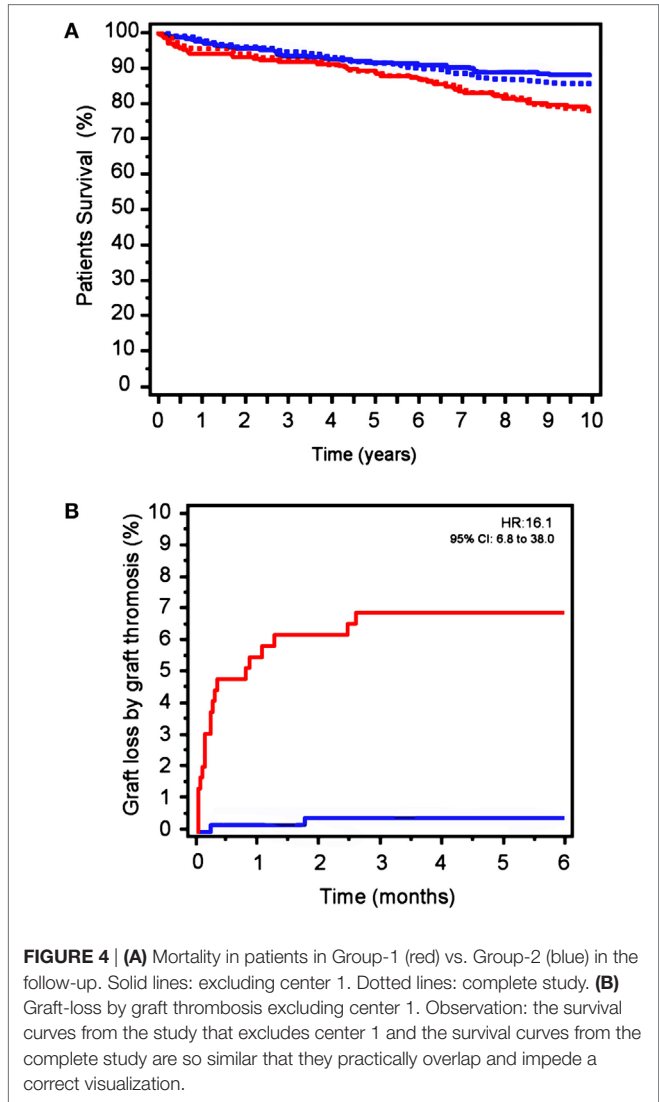 A
100
90
80
70
60
50
40
30
20
10
0
Patients Survival (%)
0 1 2 3 4 5 6 7 8 9 10
Time (years)
B
10
9
8
7
6
5
4
3
2
1
0
Graft loss by graft thromosis (%)
HR:16.1
95% CI: 6.8 to 38.0
0 1 2 3 4 5 6
Time (months)
FIGURE 4 | (A) Mortality in patients in Group-1 (red) vs. Group-2 (blue) in the
follow-up. Solid lines: excluding center 1. Dotted lines: complete study. (B)
Graft-loss by graft thrombosis excluding center 1. Observation: the survival
curves from the study that excludes center 1 and the survival curves from the
complete study are so similar that they practically overlap and impede a
correct visualization.